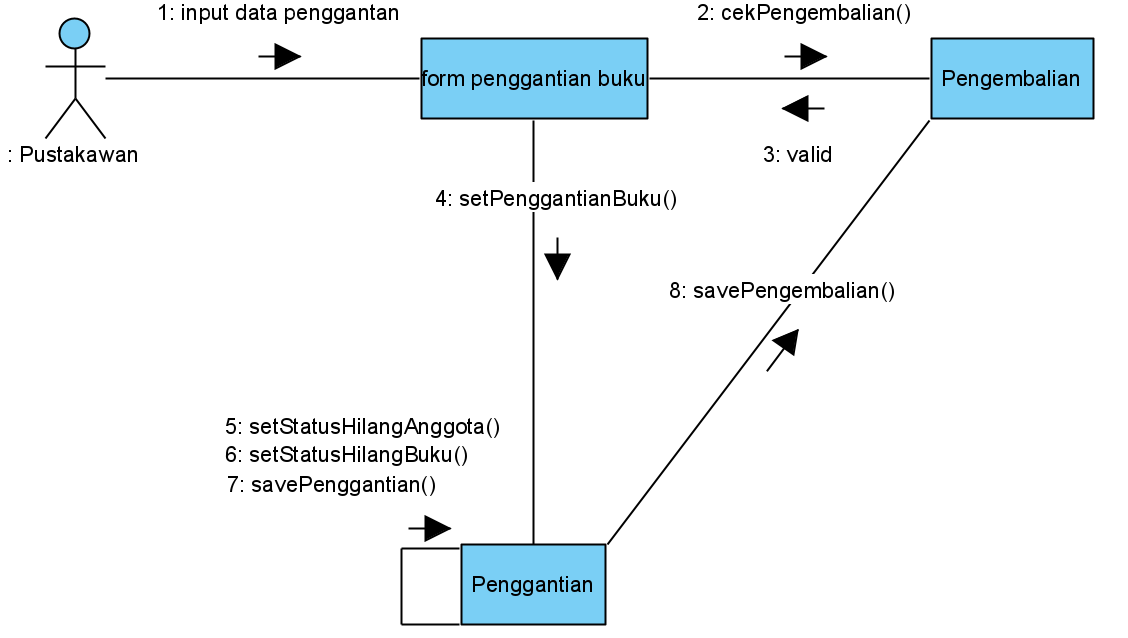 1: input data penggantan
2: cekPengembalian()
form penggantian buku
Pengembalian
: Pustakawan
3: valid
4: setPenggantianBuku()
8: savePengembalian()
5: setStatusHilangAnggota()
6: setStatusHilangBuku()
7: savePenggantian()
Penggantian